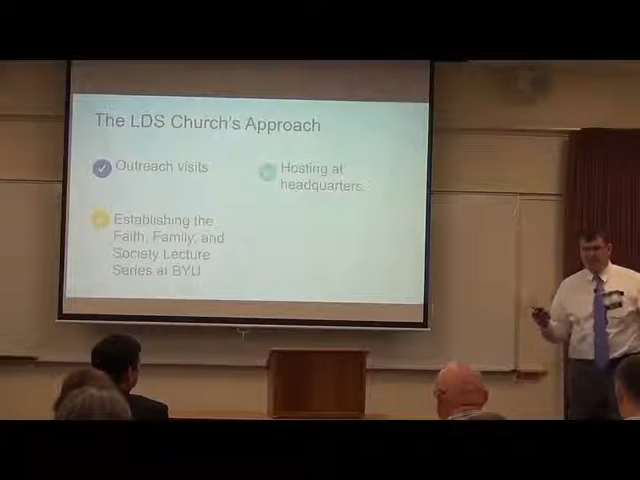 The LDS Church's Approach
Outreach visits
Hosting at
headquarters
Establishing the
Faith, Family, and
Society Lecture
Series at BYU